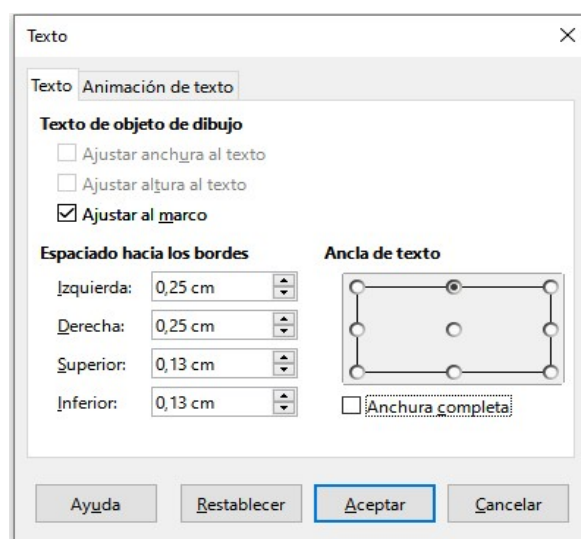 Texto
Texto Animación de texto
Texto de objeto de dibujo
Ajustar anchura al texto
Ajustar altura al texto
Ajustar al marco
Espaciado hacia los bordes
Izquierda: 0,25 cm
Derecha: 0,25 cm
Superior: 0,13 cm
Inferior: 0,13 cm
Ancla de texto
Anchura completa
Ayuda Restablecer Aceptar Cancelar